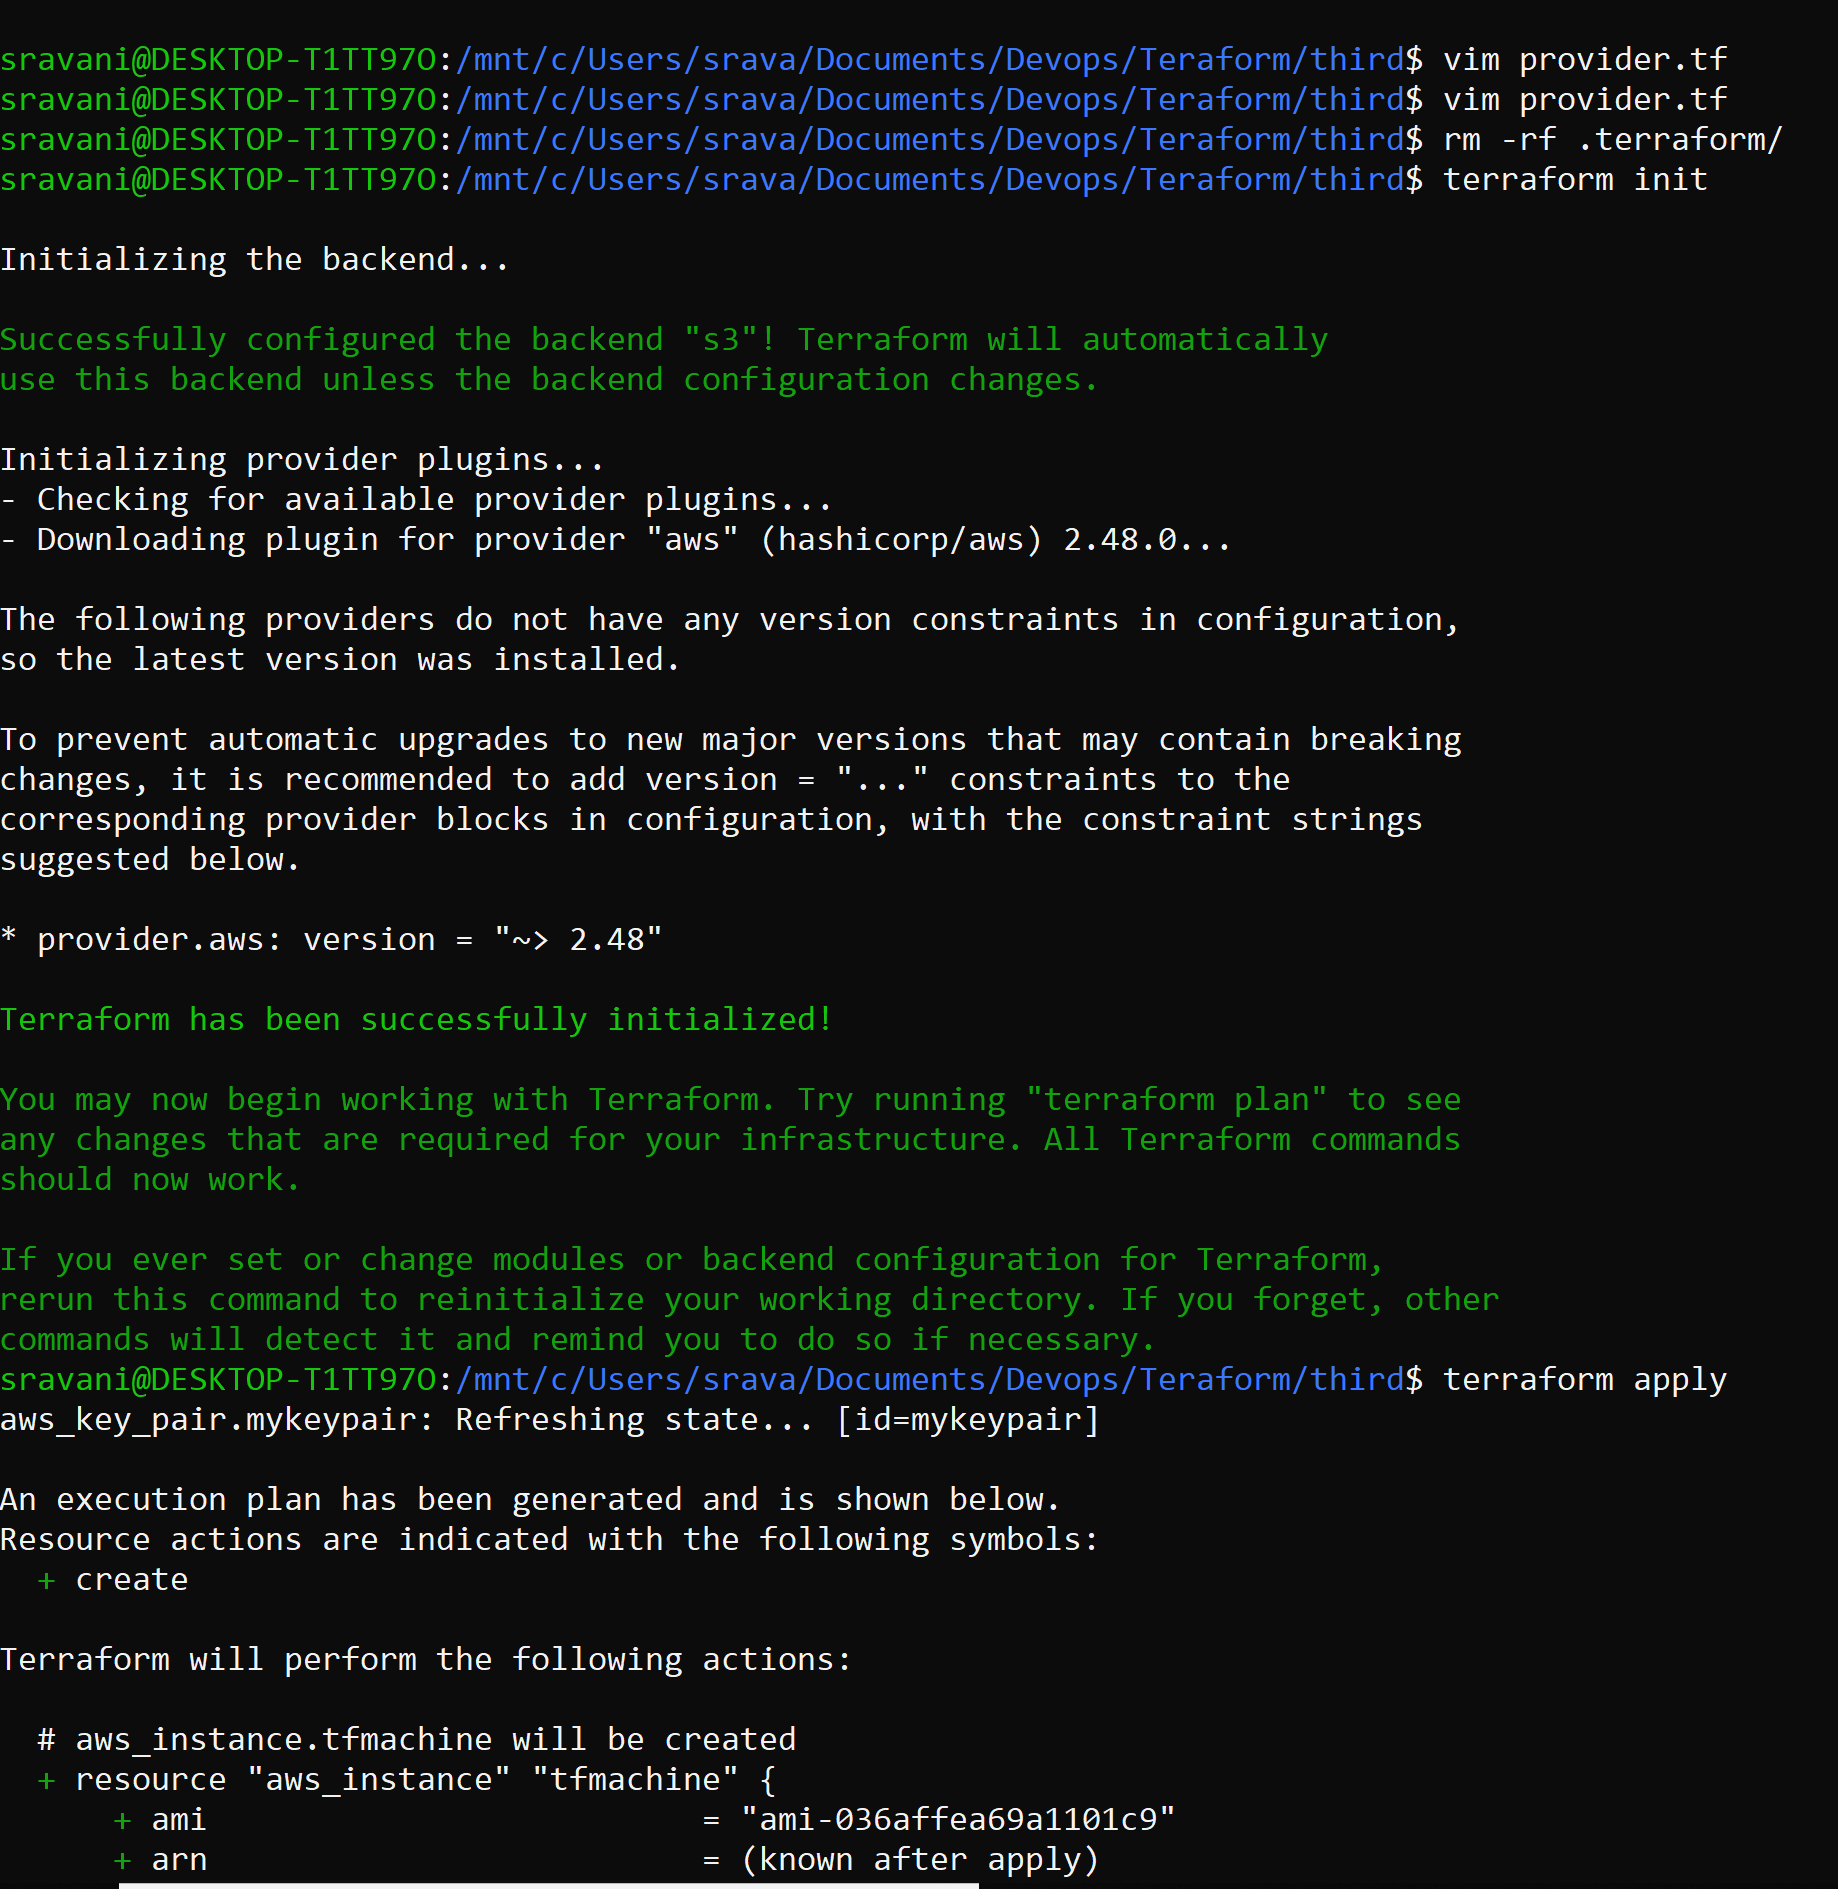 sravani@DESKTOP-T1TT97O:/mnt/c/Users/srava/Documents/Devops/Teraform/third$ vim provider.tf
sravani@DESKTOP-T1TT97O:/mnt/c/Users/srava/Documents/Devops/Teraform/third$ vim provider.tf
sravani@DESKTOP-T1TT97O:/mnt/c/Users/srava/Documents/Devops/Teraform/third$ rm -rf .terraform/
sravani@DESKTOP-T1TT97O:/mnt/c/Users/srava/Documents/Devops/Teraform/third$ terraform init
Initializing the backend...
Successfully configured the backend "s3"! Terraform will automatically
use this backend unless the backend configuration changes.
Initializing provider plugins...
- Checking for available provider plugins...
- Downloading plugin for provider "aws" (hashicorp/aws) 2.48.0...
The following providers do not have any version constraints in configuration,
so the latest version was installed.
To prevent automatic upgrades to new major versions that may contain breaking
changes, it is recommended to add version = "..." constraints to the
corresponding provider blocks in configuration, with the constraint strings
suggested below.
* provider.aws: version = "~> 2.48"
Terraform has been successfully initialized!
You may now begin working with Terraform. Try running "terraform plan" to see
any changes that are required for your infrastructure. All Terraform commands
should now work.
If you ever set or change modules or backend configuration for Terraform,
rerun this command to reinitialize your working directory. If you forget, other
commands will detect it and remind you to do so if necessary.
sravani@DESKTOP-T1TT97O:/mnt/c/Users/srava/Documents/Devops/Teraform/third$ terraform apply
aws_key_pair.mykeypair: Refreshing state... [id=mykeypair]
An execution plan has been generated and is shown below.
Resource actions are indicated with the following symbols:
  + create
Terraform will perform the following actions:
  # aws_instance.tfmachine will be created
  + resource "aws_instance" "tfmachine" {
      + ami                          = "ami-036affea69a1101c9"
      + arn                          = (known after apply)